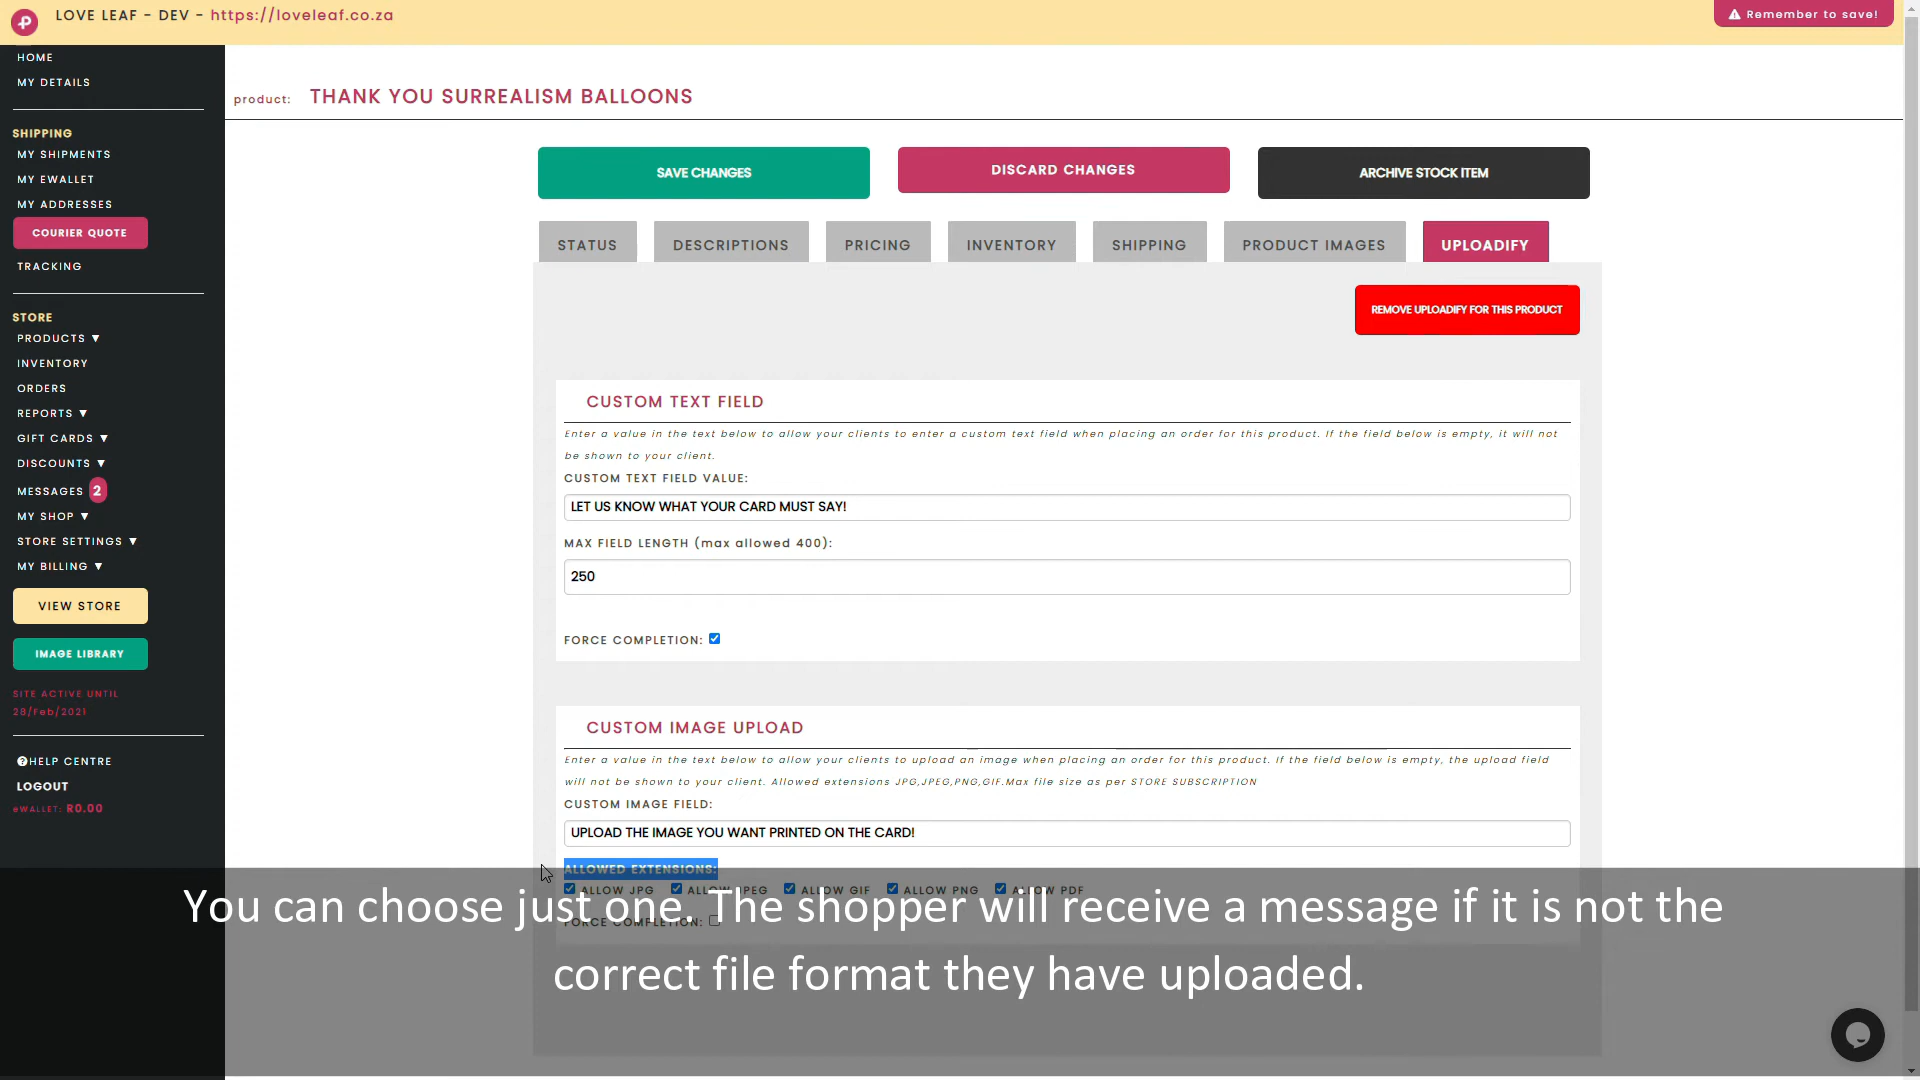 LOVE LEAF - DEV - https://loveleaf.co.za
Remember to save!
HOME
MY DETAILS
SHIPPING
MY SHIPMENTS
MY EWALLET
MY ADDRESSES
COURIER QUOTE
TRACKING
STORE
PRODUCTS ▼
INVENTORY
ORDERS
REPORTS ▼
GIFT CARDS ▼
DISCOUNTS ▼
MESSAGES 2
MY SHOP ▼
STORE SETTINGS ▼
MY BILLING ▼
VIEW STORE
IMAGE LIBRARY
SITE ACTIVE UNTIL
28/Feb/2021
HELP CENTRE
LOGOUT
eWALLET: R0.00
product: THANK YOU SURREALISM BALLOONS
SAVE CHANGES DISCARD CHANGES ARCHIVE STOCK ITEM
STATUS DESCRIPTIONS PRICING INVENTORY SHIPPING PRODUCT IMAGES UPLOADIFY
REMOVE UPLOADIFY FOR THIS PRODUCT
CUSTOM TEXT FIELD
Enter a value in the text below to allow your clients to enter a custom text field when placing an order for this product. If the field below is empty, it will not
be shown to your client.
CUSTOM TEXT FIELD VALUE:
LET US KNOW WHAT YOUR CARD MUST SAY!
MAX FIELD LENGTH (max allowed 400):
250
FORCE COMPLETION:
CUSTOM IMAGE UPLOAD
Enter a value in the text below to allow your clients to upload an image when placing an order for this product. If the field below is empty, the upload field
will not be shown to your client. Allowed extensions JPG,JPEG,PNG,GIF.Max file size as per STORE SUBSCRIPTION
CUSTOM IMAGE FIELD:
UPLOAD THE IMAGE YOU WANT PRINTED ON THE CARD!
ALLOWED EXTENSIONS:
ALLOW JPG ALLOW JPEG ALLOW GIF ALLOW PNG ALLOW PDF
FORCE COMPLETION:
You can choose just one. The shopper will receive a message if it is not the
correct file format they have uploaded.